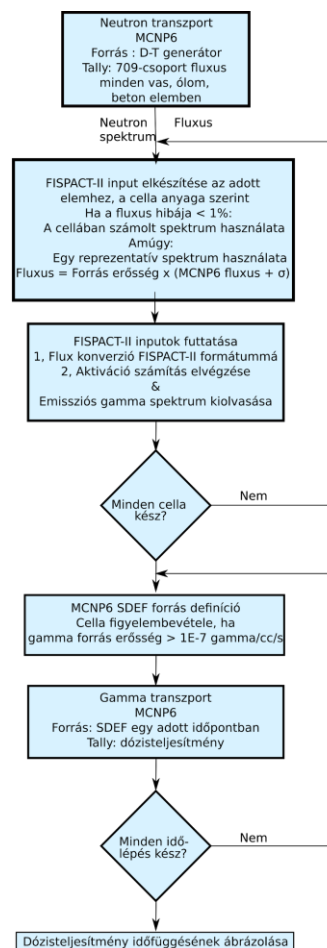 Neutron transzport
MCNP6
Forrás : D-T generátor
Tally: 709-csoport fluxus
minden vas, ólom,
beton elemben
Neutron
spektrum
Fluxus
FISPACT-II input elkészítése az adott
elemhez, a cella anyaga szerint
Ha a fluxus hibája < 1%:
A cellában számolt spektrum használata
Amúgy:
Egy reprezentatív spektrum használata
Fluxus = Forrás erősség x (MCNP6 fluxus + σ)
FISPACT-II inputok futtatása
1, Flux konverzió FISPACT-II formátummá
2, Aktiváció számítás elvégzése
&
Emissziós gamma spektrum kiolvasása
Minden cella
kész?
Nem
MCNP6 SDEF forrás definíció
Cella figyelembevétele, ha
gamma forrás erősség > 1E-7 gamma/cc/s
Gamma transzport
MCNP6
Forrás: SDEF egy adott időpontban
Tally: dózisteljesítmény
Minden idő-
lépés kész?
Nem
Dózisteljesítmény időfüggésének ábrázolása